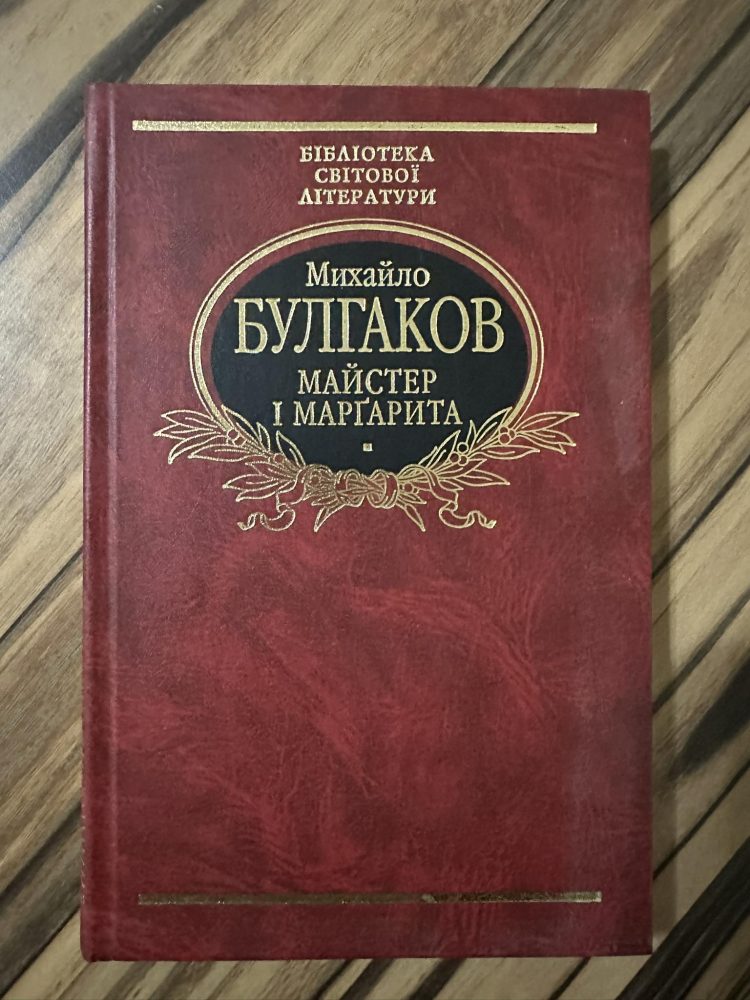 БІБЛІОТЕКА
СВІТОВОЇ
ЛІТЕРАТУРИ
Михайло
БУЛГАКОВ
МАЙСТЕР
І МАРҐАРИТА